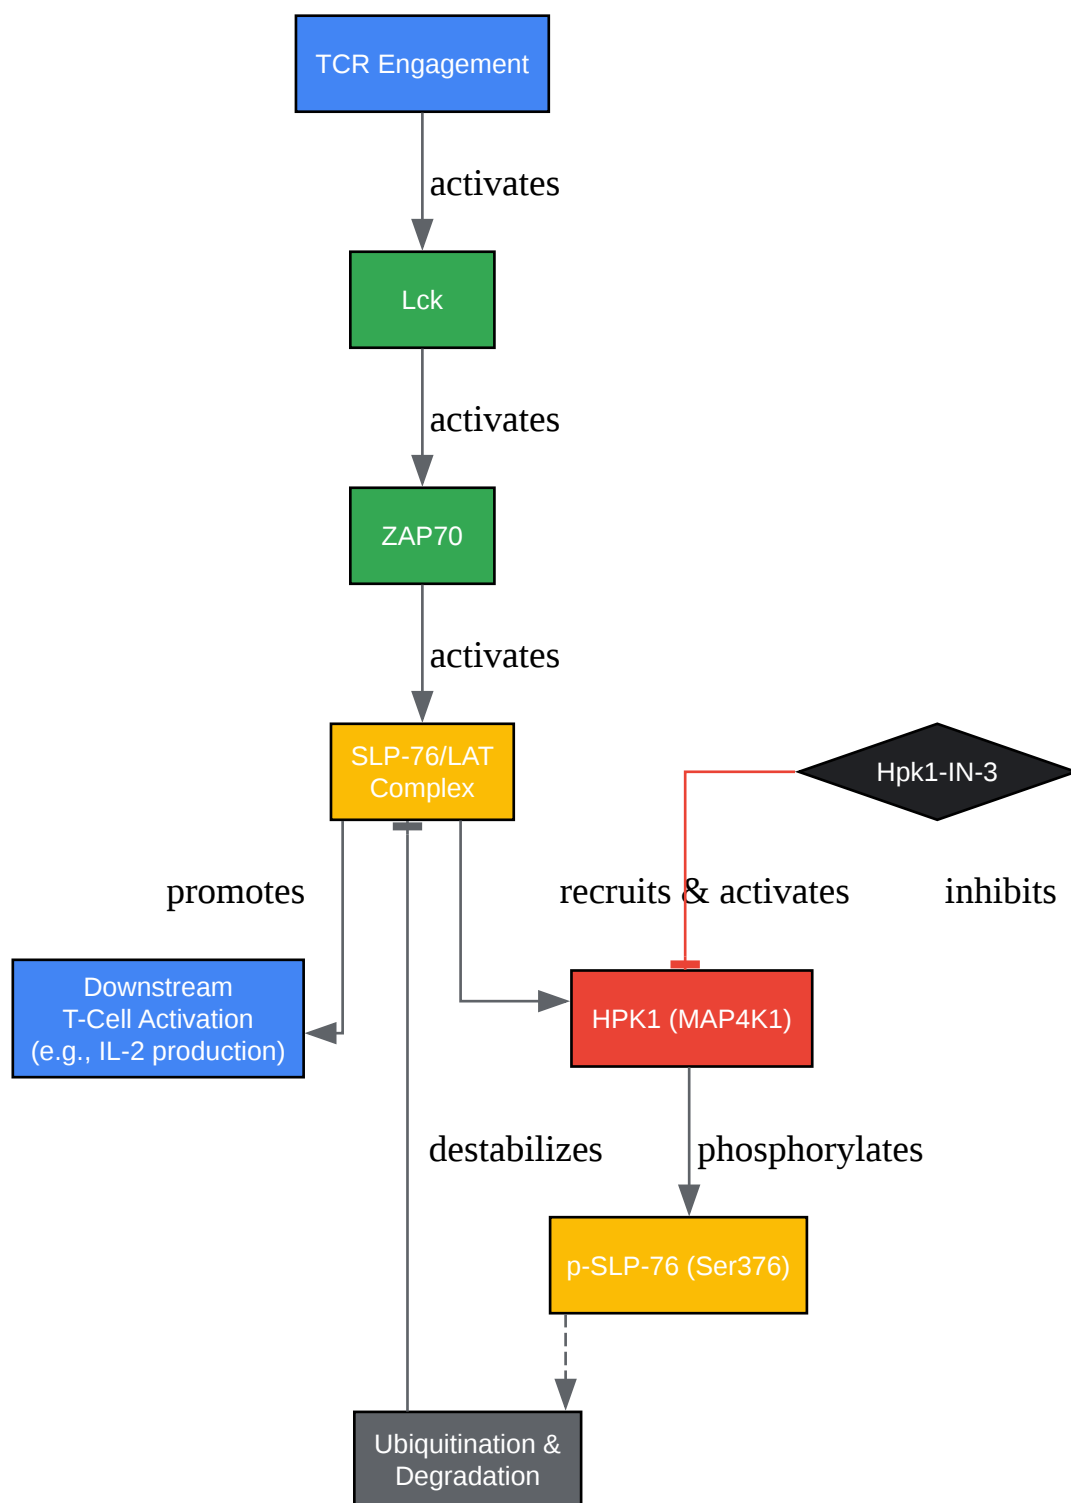 TCR Engagement
activates
Lck
activates
ZAP70
activates
SLP-76/LAT
Complex
Hpk1-IN-3
promotes
recruits & activates
inhibits
Downstream
T-Cell Activation
(e.g., IL-2 production)
HPK1 (MAP4K1)
destabilizes
phosphorylates
p-SLP-76 (Ser376)
Ubiquitination &
Degradation